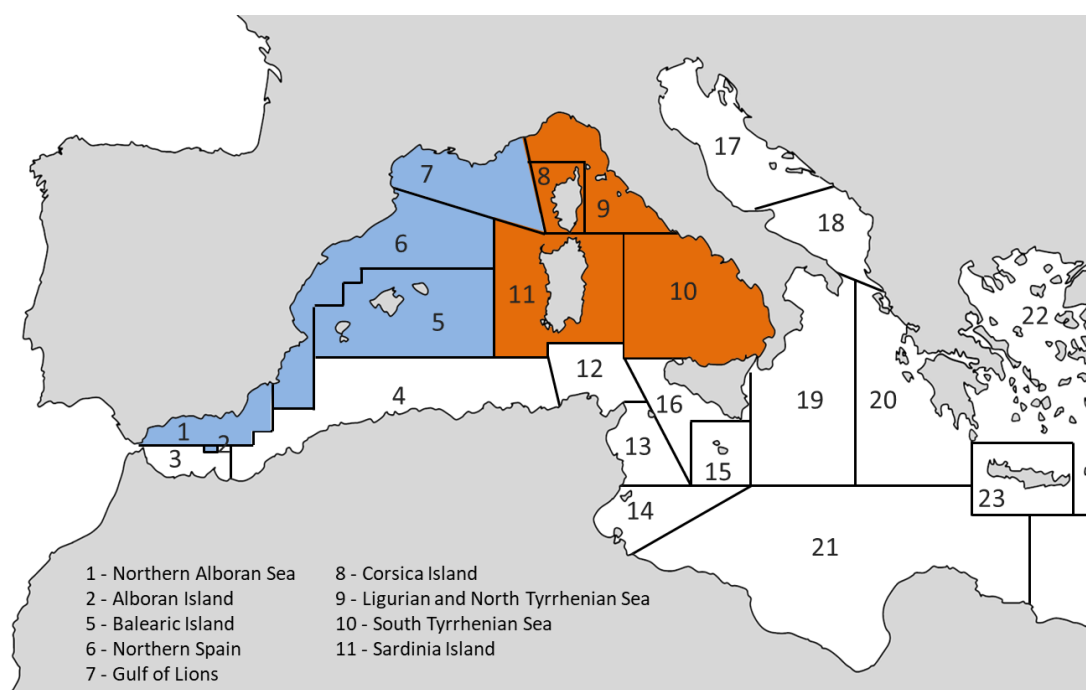 17
7
8
9
18
6
11
10
22
5
12
4
16
19
20
1
2
3
13
15
23
14
21
1 - Northern Alboran Sea
2 - Alboran Island
5 - Balearic Island
6 - Northern Spain
7 - Gulf of Lions
8 - Corsica Island
9 - Ligurian and North Tyrrhenian Sea
10 - South Tyrrhenian Sea
11 - Sardinia Island